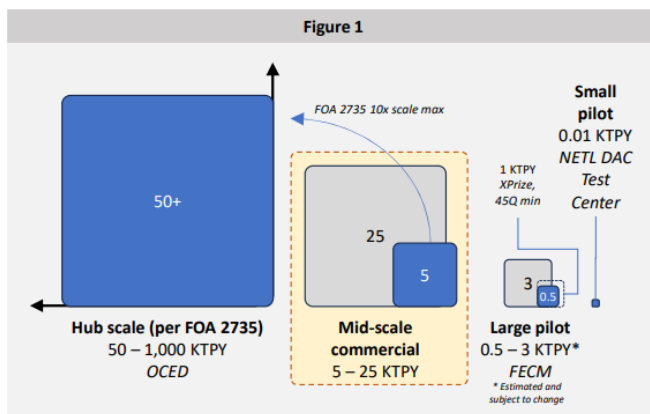 Figure 1
FOA 2735 10x scale max
50+
25
5
1 KTPY
XPrize,
45Q min
3
0.5
Small
pilot
0.01 KTPY
NETL DAC
Test
Center
Hub scale (per FOA 2735)
50 – 1,000 KTPY
OCED
Mid-scale
commercial
5 – 25 KTPY
Large pilot
0.5 – 3 KTPY*
FECM
* Estimated and
subject to change